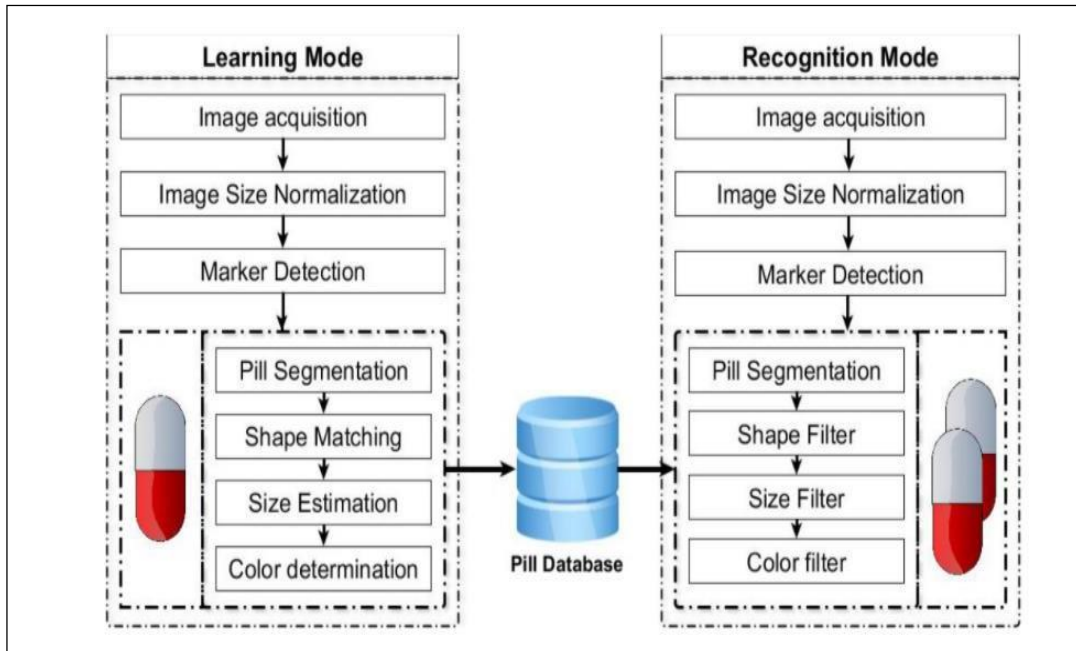 Learning Mode
Image acquisition
Image Size Normalization
Marker Detection
Pill Segmentation
Shape Matching
Size Estimation
Color determination
Pill Database
Recognition Mode
Image acquisition
Image Size Normalization
Marker Detection
Pill Segmentation
Shape Filter
Size Filter
Color filter